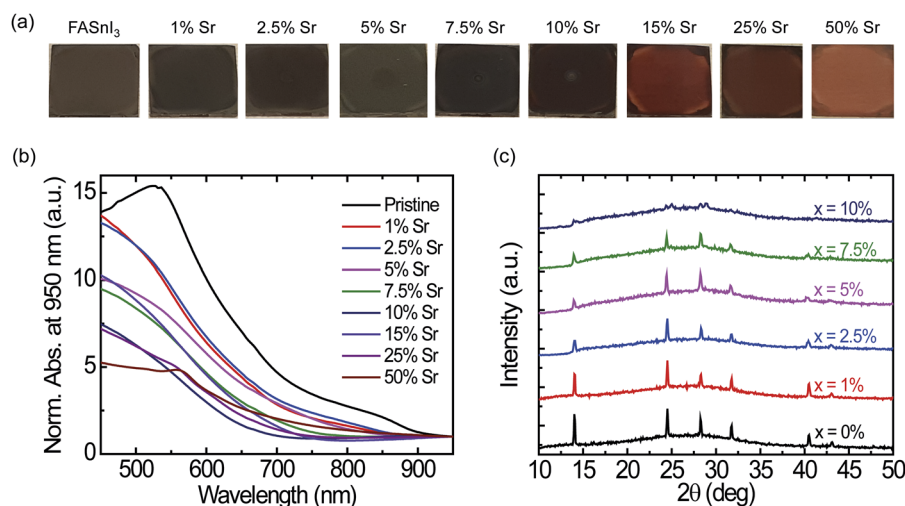 (a)
FASnI₃ 1% Sr 2.5% Sr 5% Sr 7.5% Sr 10% Sr 15% Sr 25% Sr 50% Sr
(b)
Norm. Abs. at 950 nm (a.u.)
15
10
5
1
Pristine
1% Sr
2.5% Sr
5% Sr
7.5% Sr
10% Sr
15% Sr
25% Sr
50% Sr
500 600 700 800 900
Wavelength (nm)
(c)
Intensity (a.u.)
x = 10%
x = 7.5%
x = 5%
x = 2.5%
x = 1%
x = 0%
10 15 20 25 30 35 40 45 50
2θ (deg)